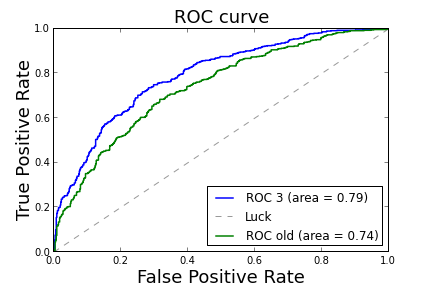 ROC curve
True Positive Rate
1.0
0.8
0.6
0.4
0.2
0.0
ROC 3 (area = 0.79)
Luck
ROC old (area = 0.74)
0.0 0.2 0.4 0.6 0.8 1.0
False Positive Rate